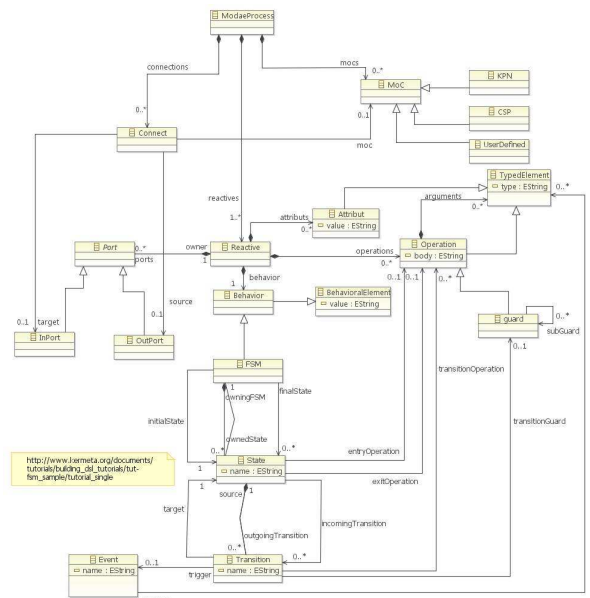 ModaeProcess
connections
mocs
0..*
MoC
KPN
0..*
0..1
CSP
Connect
moc
UserDefined
TypedElement
type : EString
0..*
reactives
arguments
0..*
1..*
attributs
0..*
Attribut
value : EString
Port
0..*
ports
owner
1
Reactive
operations
0..*
Operation
body : EString
behavior
0..1
0..1
0..*
1
Behavior
BehavioralElement
value : EString
source
0..1
target
0..1
InPort
OutPort
guard
0..*
subGuard
0..1
FSM
transitionOperation
1
owningFSM
finalState
initialState
transitionGuard
ownedState
entryOperation
0..*
0..*
1
State
name : EString
exitOperation
http://www.kermeta.org/documents/
tutorials/building_dsl_tutorials/tut-
fsm_sample/tutorial_single
1
source
1
target
incomingTransition
outgoingTransition
0..*
0..*
Event
name : EString
0..1
trigger
Transition
name : EString